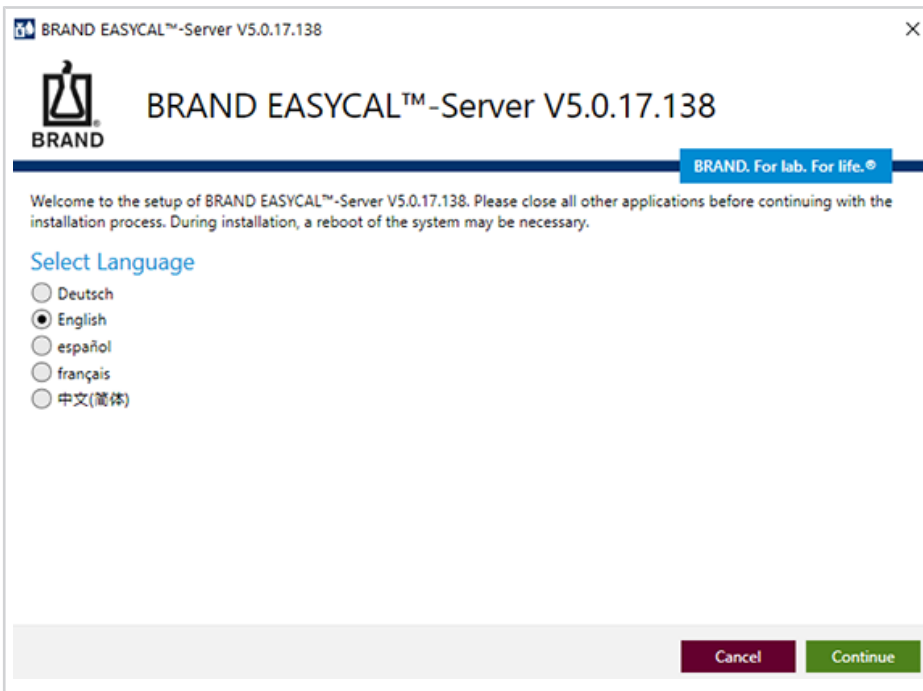 BRAND EASYCAL™-Server V5.0.17.138
BRAND®
BRAND EASYCAL™-Server V5.0.17.138
BRAND. For lab. For life.®
Welcome to the setup of BRAND EASYCAL™-Server V5.0.17.138. Please close all other applications before continuing with the
installation process. During installation, a reboot of the system may be necessary.
Select Language
Deutsch
English
español
français
中文(简体)
Cancel
Continue